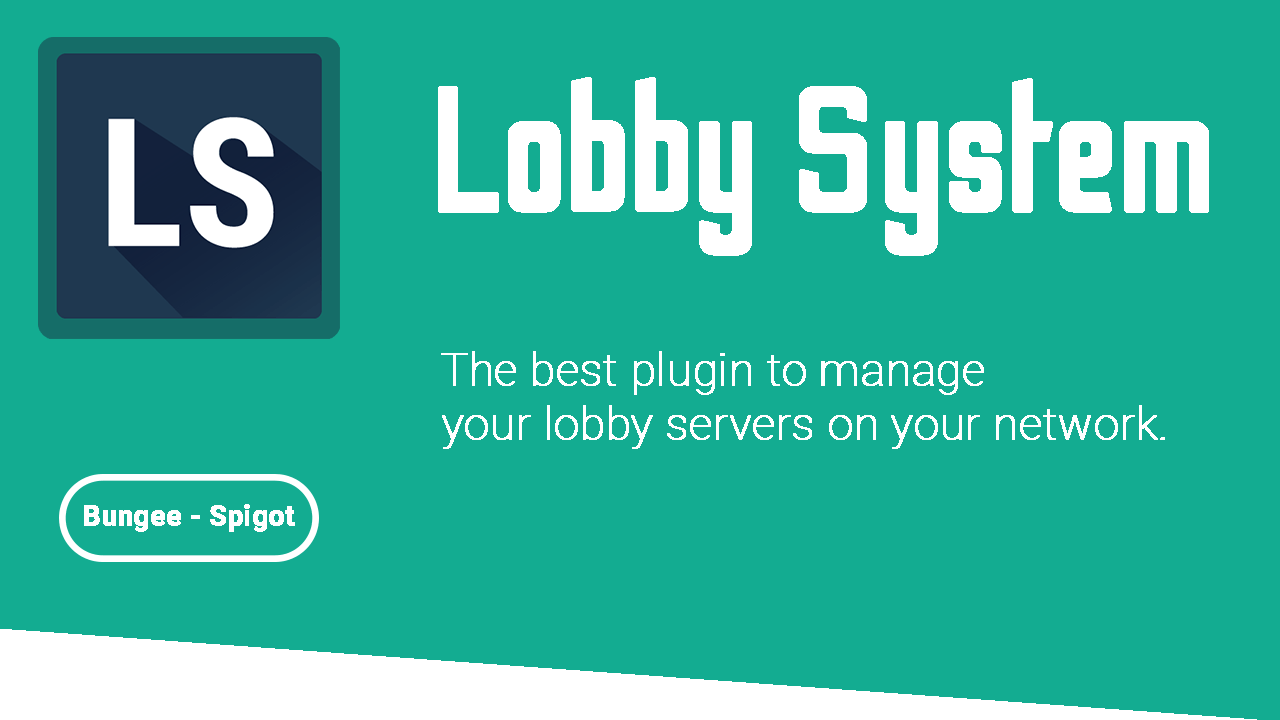 LS
Lobby System
The best plugin to manage
your lobby servers on your network.
Bungee - Spigot